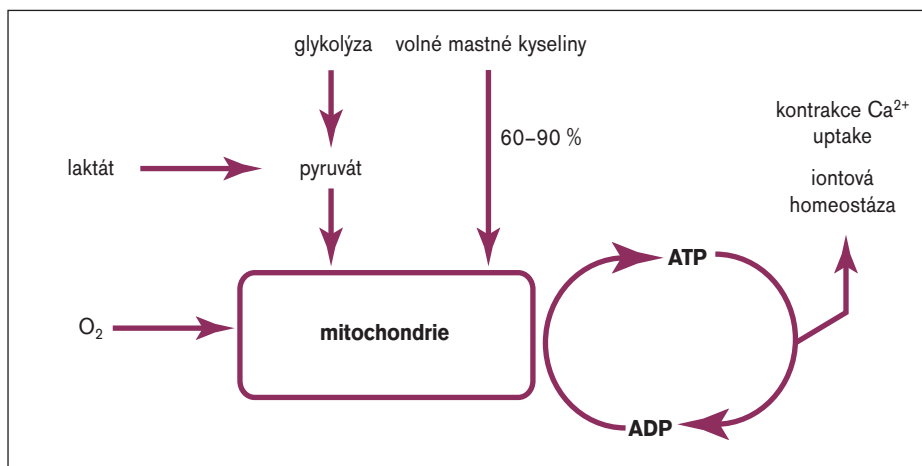 glykolýza
volné mastné kyseliny
60–90 %
kontrakce Ca²⁺
uptake
iontová
homeostáza
laktát
pyruvát
ATP
O₂
mitochondrie
ADP